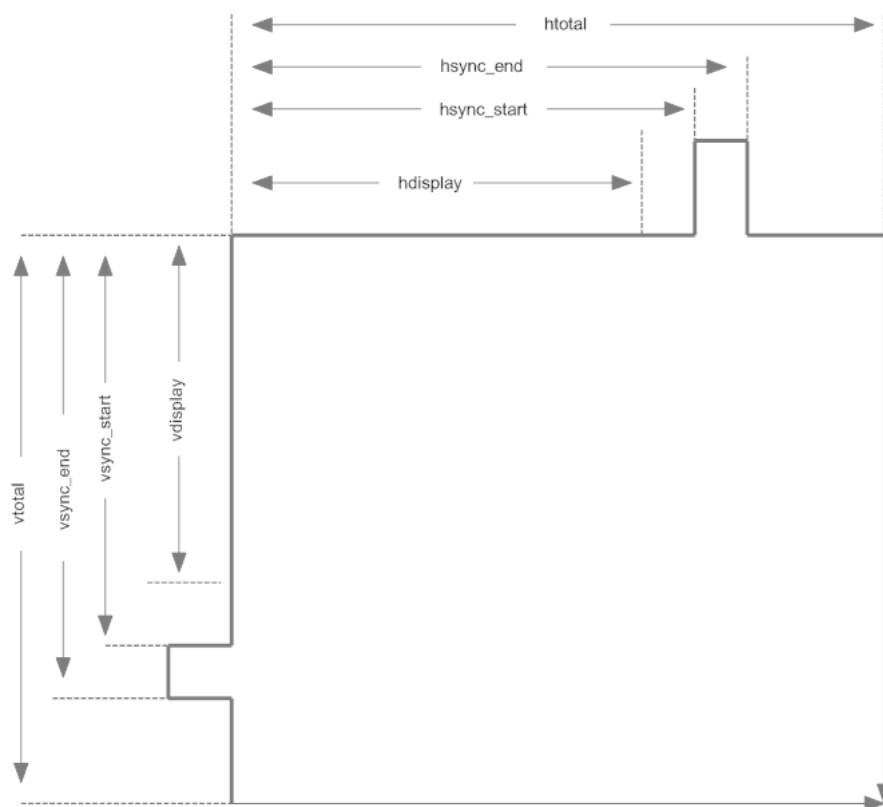 htotal
hsync_end
hsync_start
hdisplay
vdisplay
vsync_start
vsync_end
vtotal